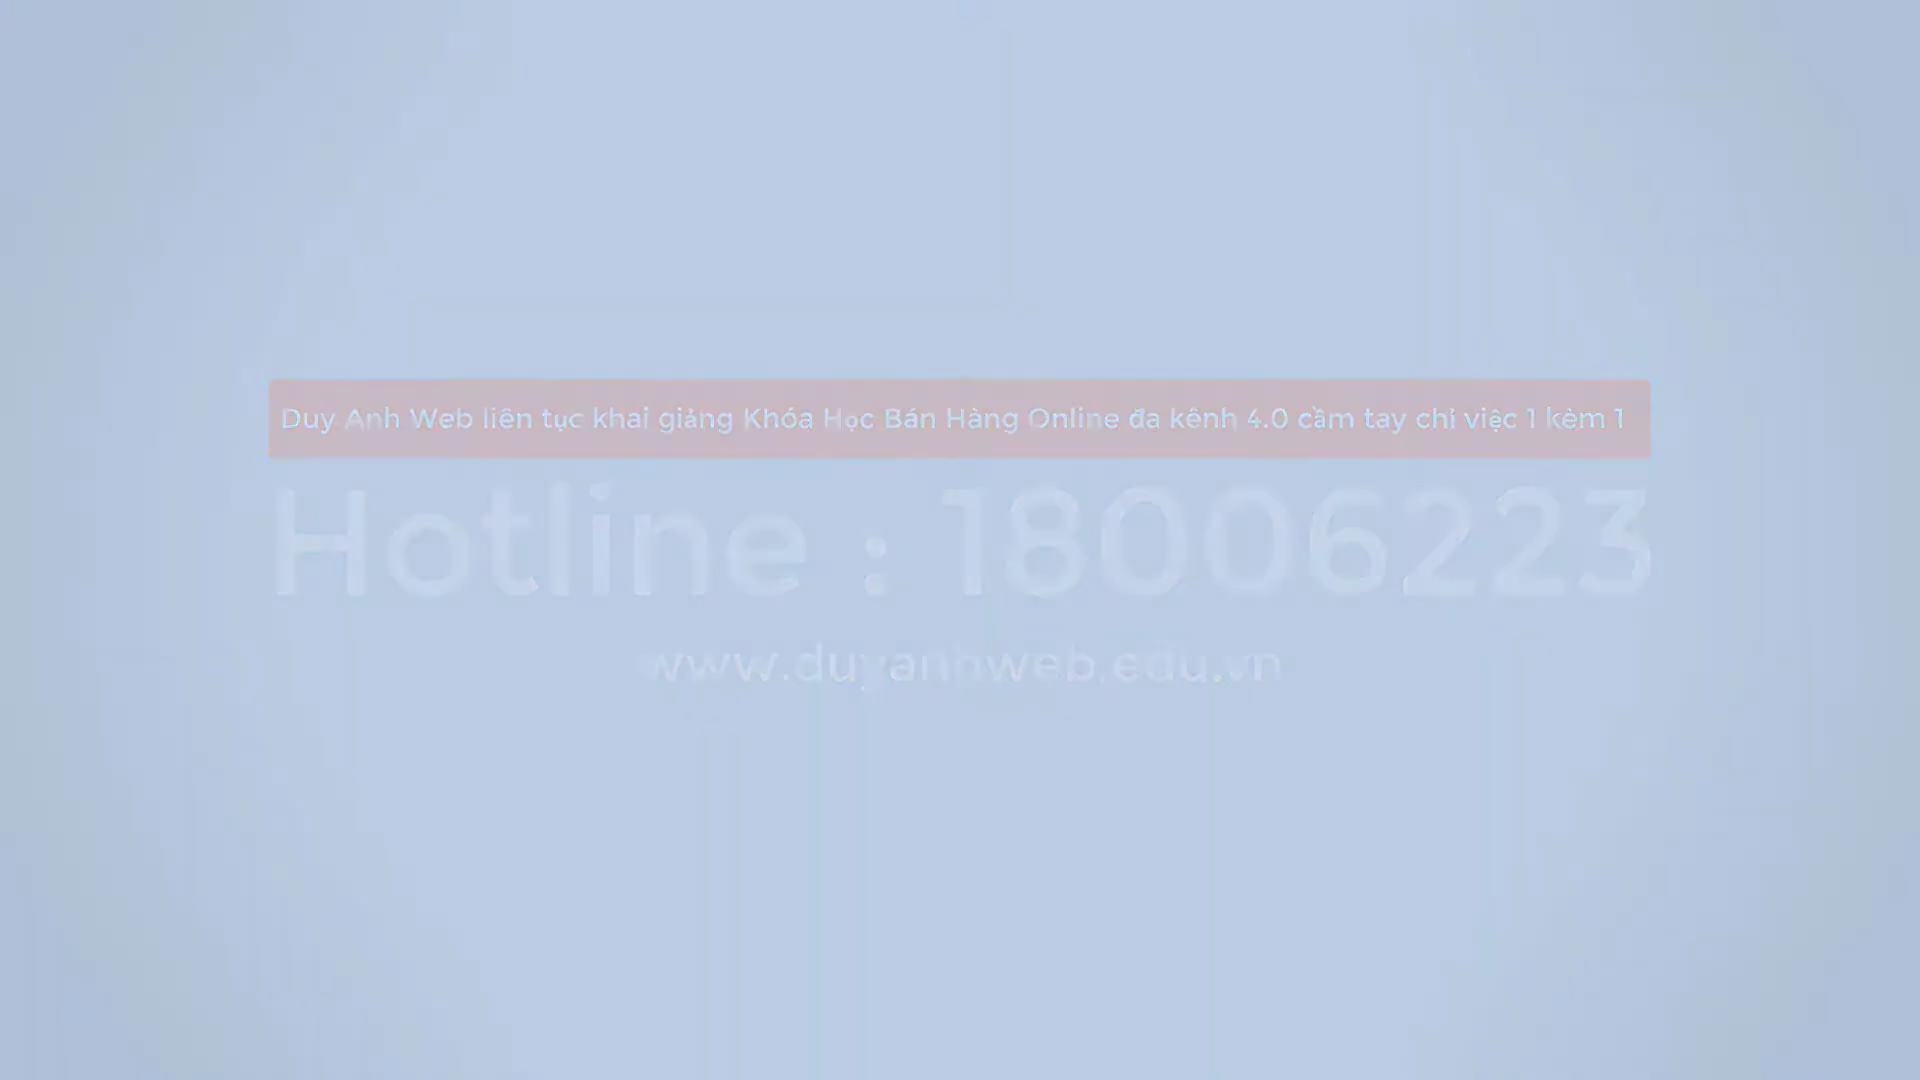 Duy Anh Web liên tục khai giảng Khóa Học Bán Hàng Online đa kênh 4.0 cầm tay chỉ việc 1 kèm 1
Hotline : 18006223
www.duyanhweb.edu.vn